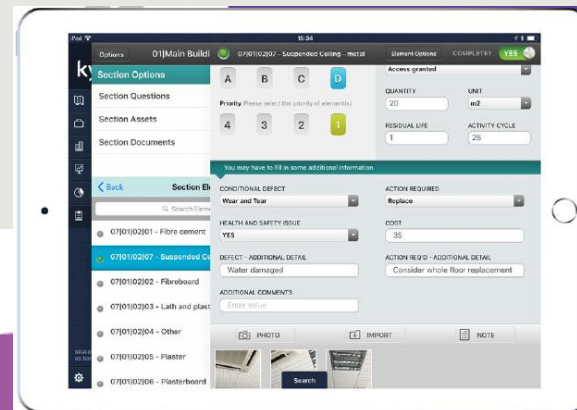 iPad
15:34
Options
01|Main Buildi
07|01|02|07 - Suspended Ceiling - metal
Element Options
COMPLETE?
YES
ky
Section Options
Section Questions
Section Assets
Section Documents
A B C D
Priority Please select the priority of element(s)
4 3 2 1
Access granted
QUANTITY
UNIT
20
m2
RESIDUAL LIFE
ACTIVITY CYCLE
1
25
You may have to fill in some additional information
Back
Section Ele
Search Eleme
07|01|02|01 - Fibre cement
07|01|02|07 - Suspended Ce
07|01|02|02 - Fibreboard
07|01|02|03 - Lath and plast
07|01|02|04 - Other
07|01|02|05 - Plaster
07|01|02|06 - Plasterboard
CONDITIONAL DEFECT
ACTION REQUIRED
Wear and Tear
Replace
HEALTH AND SAFETY ISSUE
COST
YES
35
DEFECT - ADDITIONAL DETAIL
ACTION REQ'D - ADDITIONAL DETAIL
Water damaged
Consider whole floor replacement
ADDITIONAL COMMENTS
Enter value
PHOTO
IMPORT
NOTE
Search